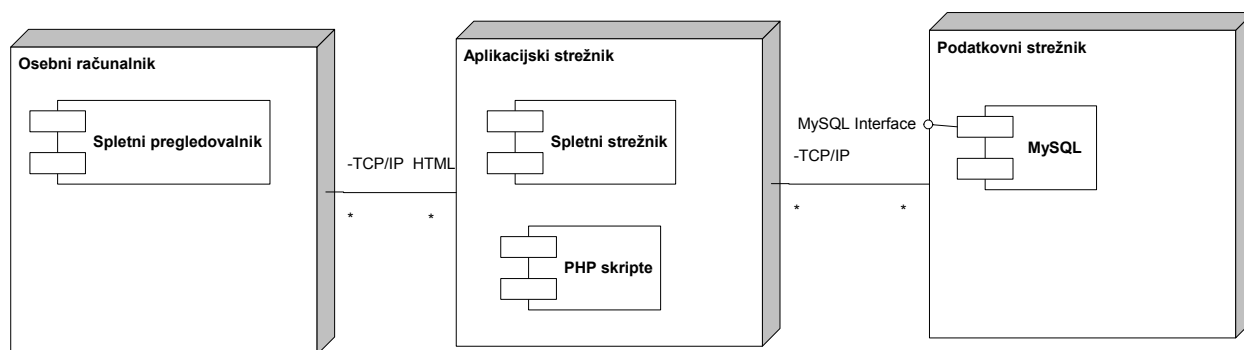 Osebni računalnik
Spletni pregledovalnik
-TCP/IP HTML
* *
Aplikacijski strežnik
Spletni strežnik
PHP skripte
MySQL Interface
-TCP/IP
* *
Podatkovni strežnik
MySQL